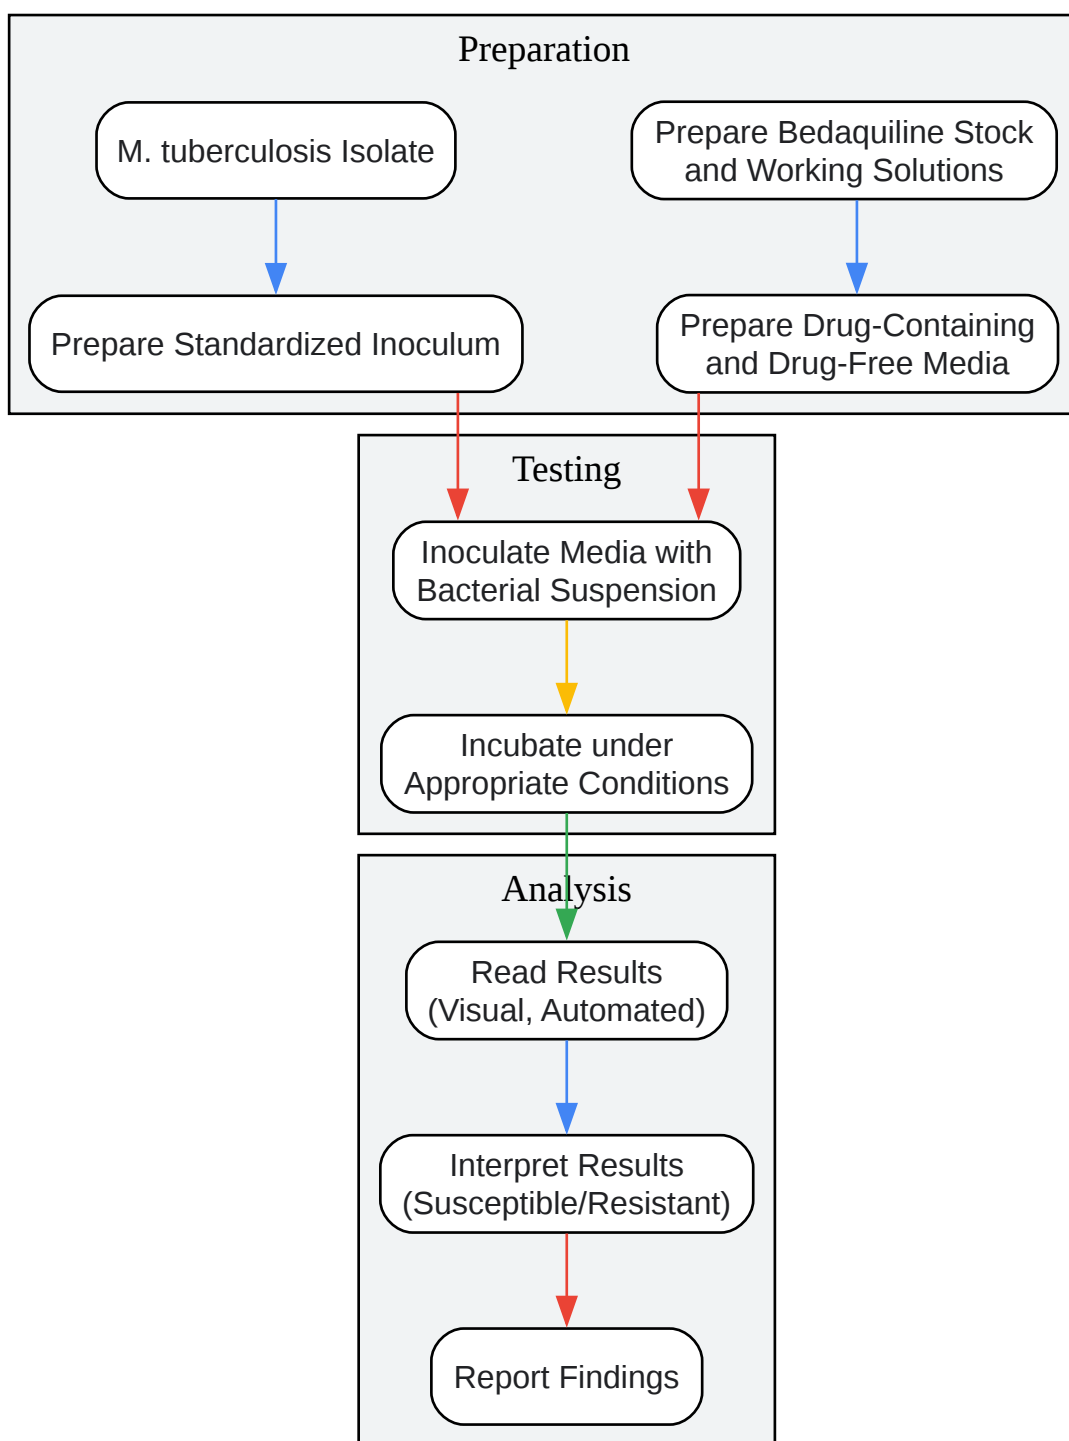 Preparation
M. tuberculosis Isolate
Prepare Bedaquiline Stock
and Working Solutions
Prepare Standardized Inoculum
Prepare Drug-Containing
and Drug-Free Media
Testing
Inoculate Media with
Bacterial Suspension
Incubate under
Appropriate Conditions
Analysis
Read Results
(Visual, Automated)
Interpret Results
(Susceptible/Resistant)
Report Findings